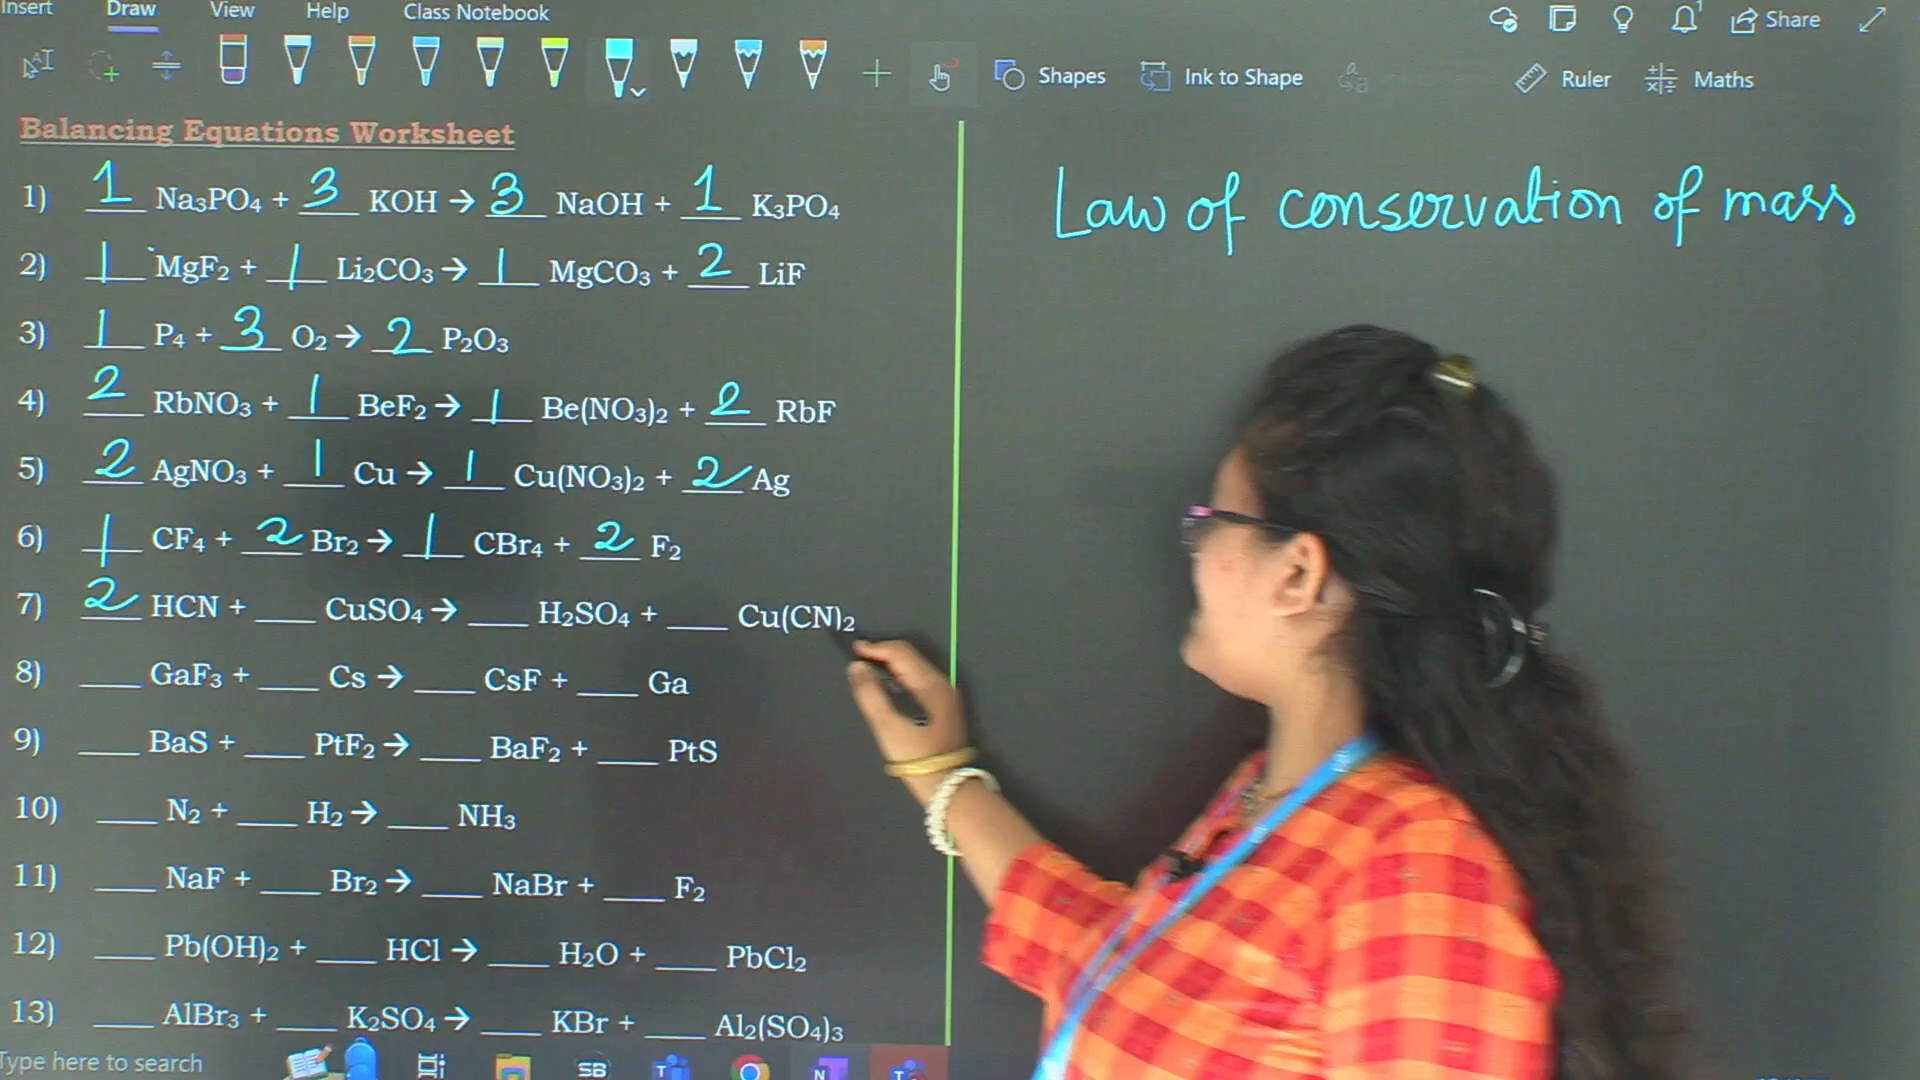 Insert Draw View Help Class Notebook 1 Share
Shapes Ink to Shape Ruler Maths
Balancing Equations Worksheet
1) 1 Na₃PO₄ + 3 KOH → 3 NaOH + 1 K₃PO₄
2) 1 MgF₂ + 1 Li₂CO₃ → 1 MgCO₃ + 2 LiF
3) 1 P₄ + 3 O₂ → 2 P₂O₃
4) 2 RbNO₃ + 1 BeF₂ → 1 Be(NO₃)₂ + 2 RbF
5) 2 AgNO₃ + 1 Cu → 1 Cu(NO₃)₂ + 2 Ag
6) 1 CF₄ + 2 Br₂ → 1 CBr₄ + 2 F₂
7) 2 HCN + ___ CuSO₄ → ___ H₂SO₄ + ___ Cu(CN)₂
8) ___ GaF₃ + ___ Cs → ___ CsF + ___ Ga
9) ___ BaS + ___ PtF₂ → ___ BaF₂ + ___ PtS
10) ___ N₂ + ___ H₂ → ___ NH₃
11) ___ NaF + ___ Br₂ → ___ NaBr + ___ F₂
12) ___ Pb(OH)₂ + ___ HCl → ___ H₂O + ___ PbCl₂
13) ___ AlBr₃ + ___ K₂SO₄ → ___ KBr + ___ Al₂(SO₄)₃
Type here to search
Law of conservation of mass